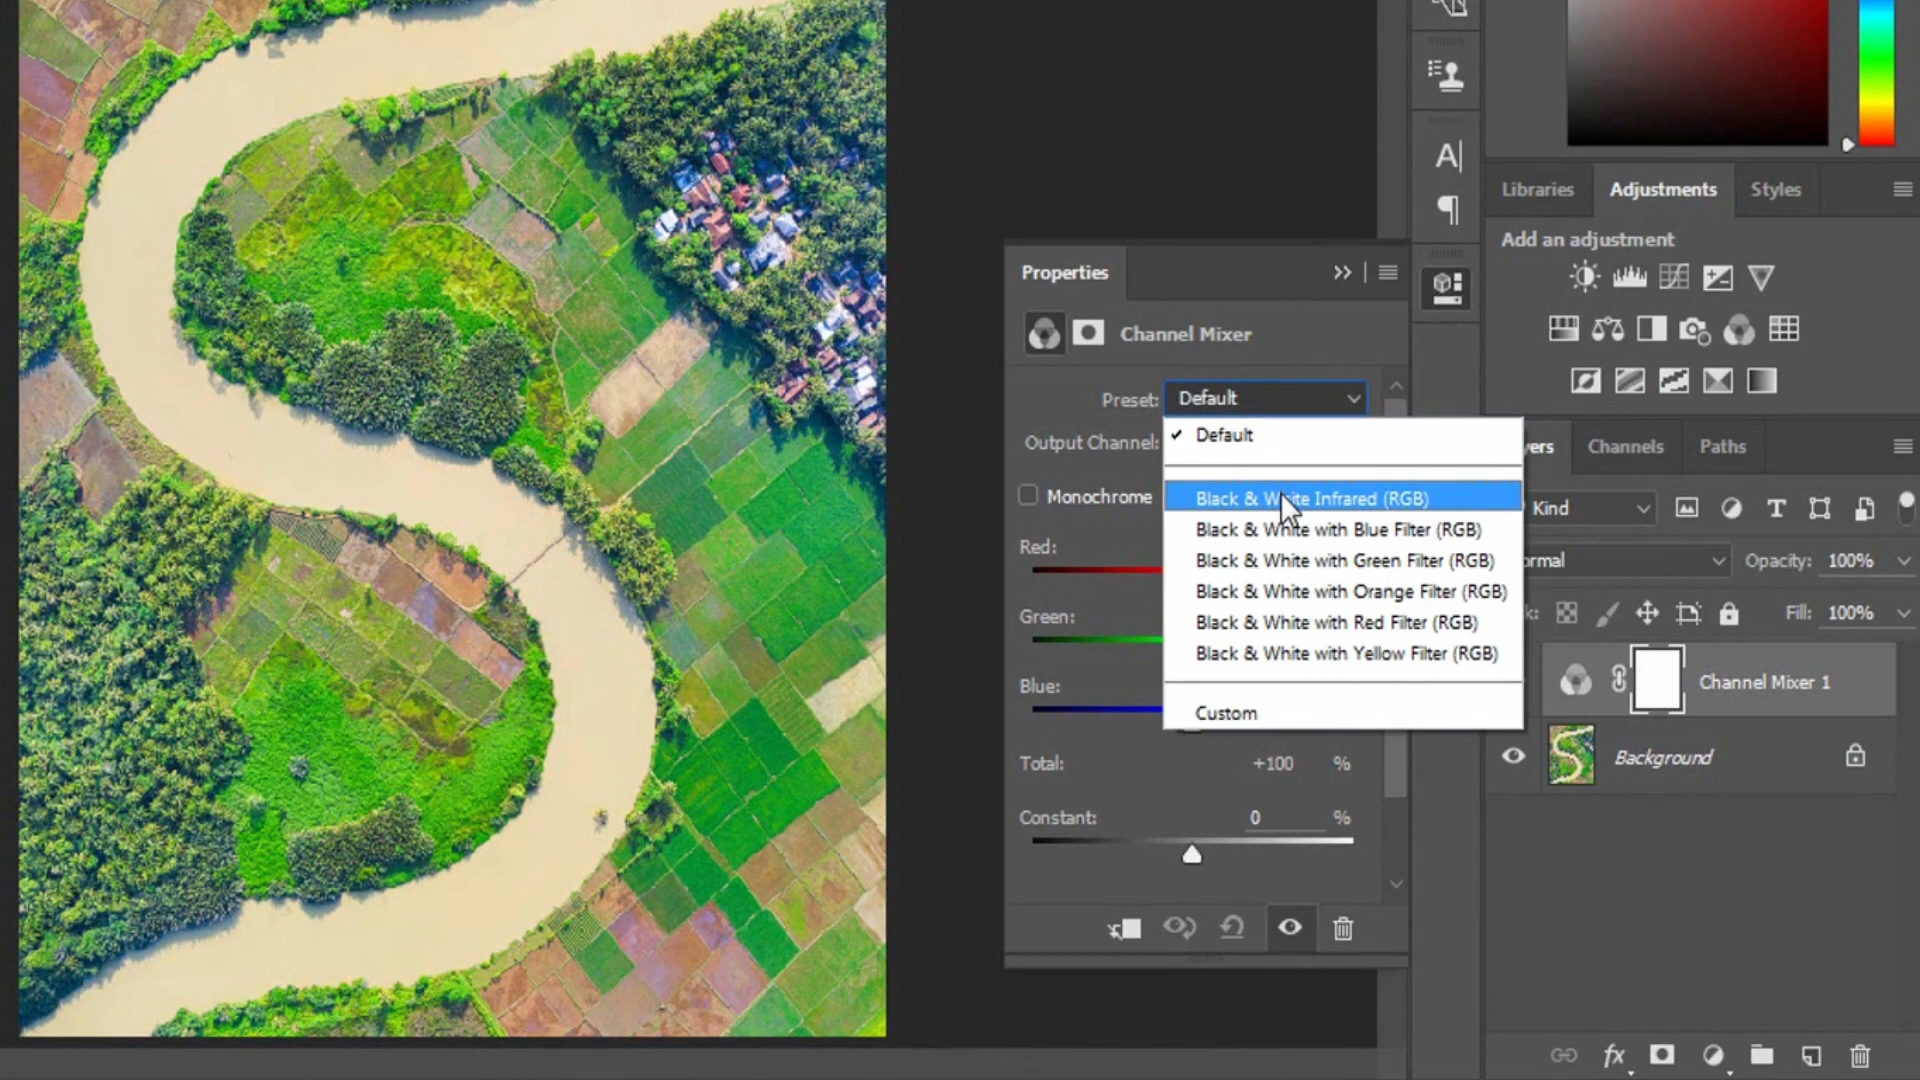 Libraries
Adjustments
Styles
Add an adjustment
Properties
Channel Mixer
Preset: Default
Output Channel:
Default
Black & White Infrared (RGB)
Black & White with Blue Filter (RGB)
Black & White with Green Filter (RGB)
Black & White with Orange Filter (RGB)
Black & White with Red Filter (RGB)
Black & White with Yellow Filter (RGB)
Custom
Monochrome
Red:
Green:
Blue:
Total: +100 %
Constant: 0 %
Channels
Paths
Kind
Opacity: 100%
Fill: 100%
Channel Mixer 1
Background
fx